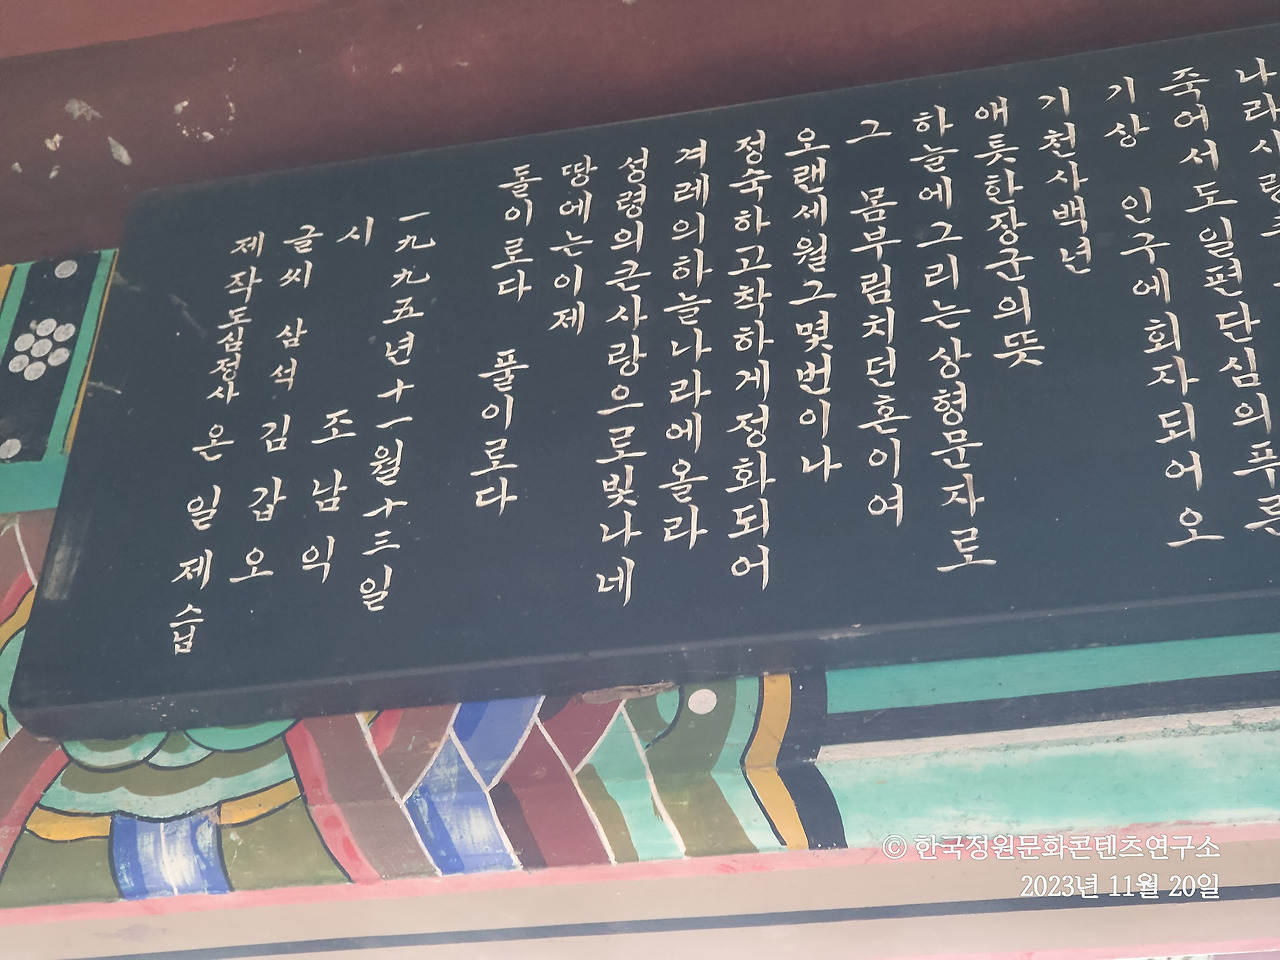 나라사랑
죽어서도일편단심의푸른
기상 인구에회자되어오
기천사백년
애틋한장군의뜻
하늘에그리는상형문자로
그 몸부림치던혼이여
오랜세월그몇번이나
정숙하고착하게정화되어
겨레의하늘나라에올라
성령의큰사랑으로빛나네
땅에는이제
돌이로다 풀이로다
一九九五년十一월十三일
시 조남익
글씨 삼석 김갑오
제작도심정사 온일제습
© 한국정원문화콘텐츠연구소
2023년 11월 20일